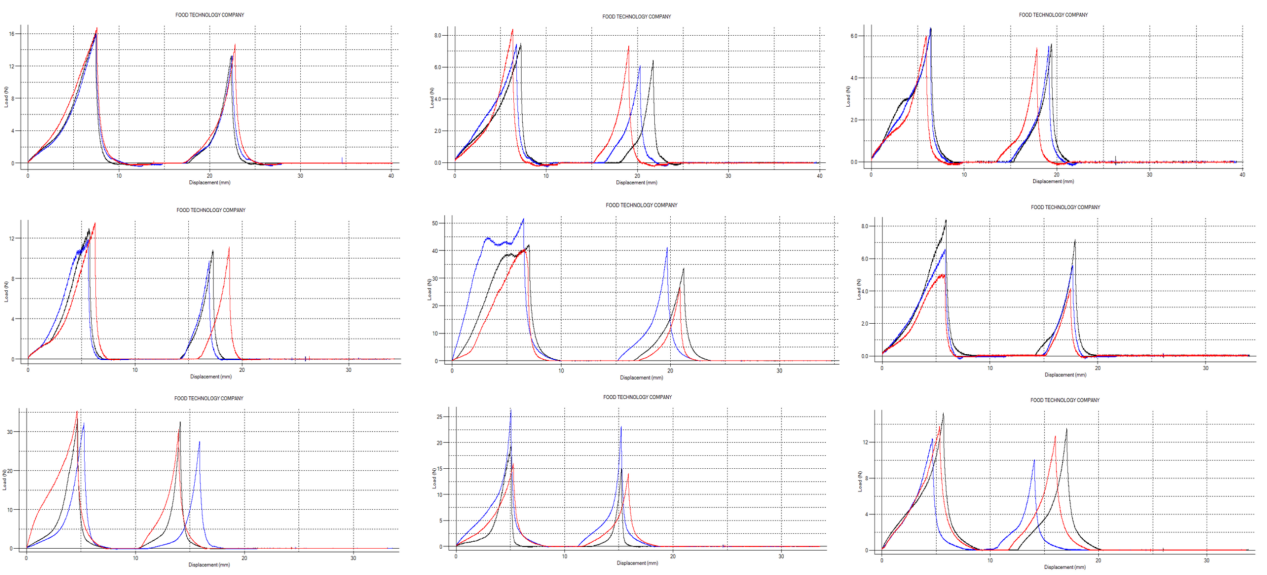 FOOD TECHNOLOGY COMPANY
16
12
Load (N)
4
0
0 10 20 30 40
Displacement (mm)
FOOD TECHNOLOGY COMPANY
8.0
6.0
Load (N)
4.0
2.0
0.0
0 10 20 30 40
Displacement (mm)
FOOD TECHNOLOGY COMPANY
6.0
4.0
Load (N)
2.0
0.0
0 10 20 30 40
Displacement (mm)
FOOD TECHNOLOGY COMPANY
12
8
Load (N)
4
0
0 10 20 30
Displacement (mm)
FOOD TECHNOLOGY COMPANY
50
40
30
Load (N)
20
10
0
0 10 20 30
Displacement (mm)
FOOD TECHNOLOGY COMPANY
8.0
6.0
Load (N)
4.0
2.0
0.0
0 10 20 30
Displacement (mm)
FOOD TECHNOLOGY COMPANY
30
20
Load (N)
10
0
0 10 20 30
Displacement (mm)
FOOD TECHNOLOGY COMPANY
25
20
15
Load (N)
10
5
0
0 10 20 30
Displacement (mm)
FOOD TECHNOLOGY COMPANY
12
8
Load (N)
4
0
0 10 20 30
Displacement (mm)